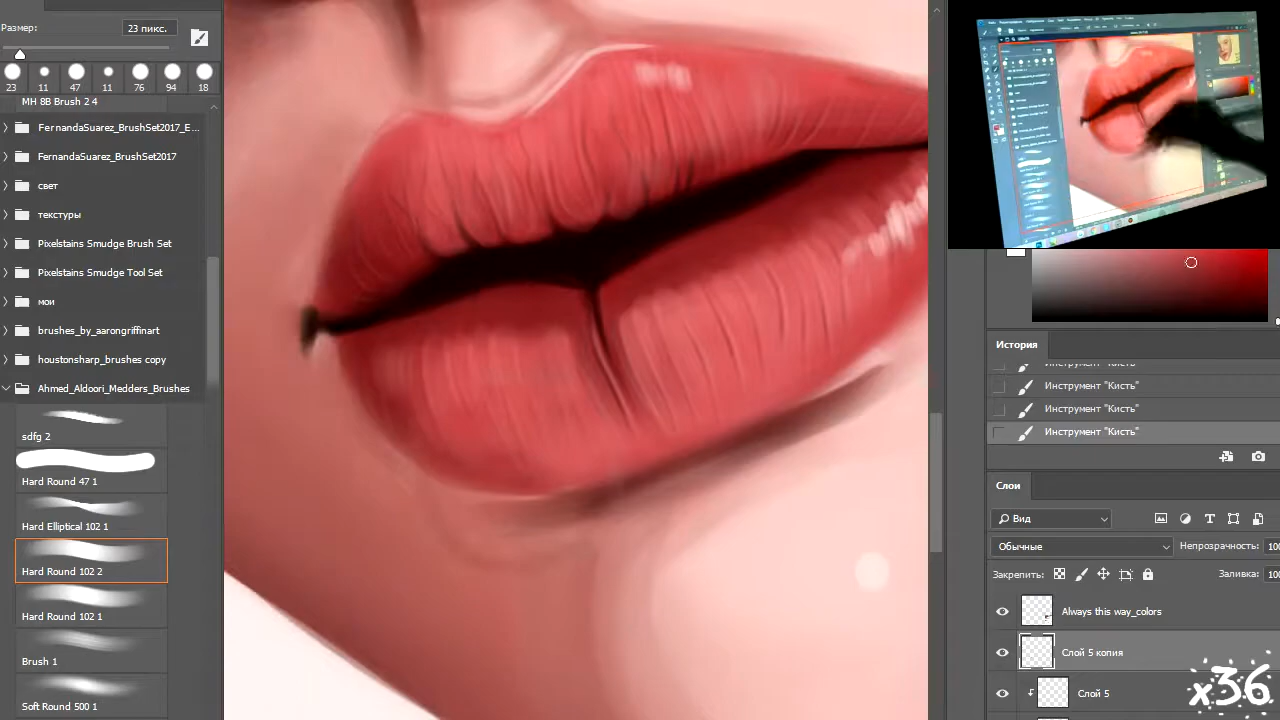 Размер:
23 пикс.
23 11 47 11 76 94 18
MH 8B Brush 2 4
FernandaSuarez_BrushSet2017_E...
FernandaSuarez_BrushSet2017
свет
текстуры
Pixelstains Smudge Brush Set
Pixelstains Smudge Tool Set
мои
brushes_by_aarongriffinart
houstonsharp_brushes copy
Ahmed_Aldoori_Medders_Brushes
sdfg 2
Hard Round 47 1
Hard Elliptical 102 1
Hard Round 102 2
Hard Round 102 1
Brush 1
Soft Round 500 1
История
Инструмент "Кисть"
Инструмент "Кисть"
Инструмент "Кисть"
Инструмент "Кисть"
Слои
Вид
Обычные
Непрозрачность: 100
Закрепить:
Заливка: 100
Always this way_colors
Слой 5 копия
Слой 5
x36